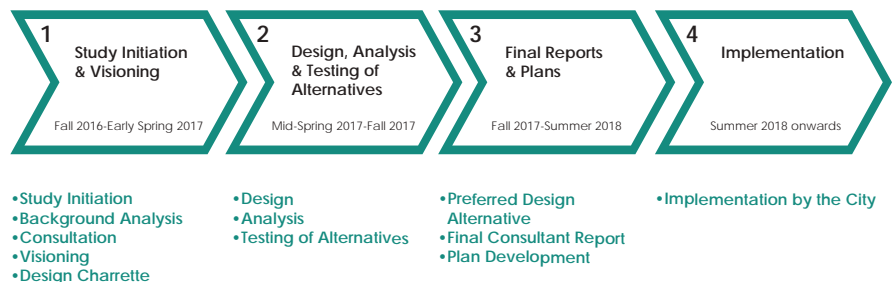 1
Study Initiation
& Visioning
Fall 2016-Early Spring 2017
2
Design, Analysis
& Testing of
Alternatives
Mid-Spring 2017-Fall 2017
3
Final Reports
& Plans
Fall 2017-Summer 2018
4
Implementation
Summer 2018 onwards
•Study Initiation
•Background Analysis
•Consultation
•Visioning
•Design Charrette
•Design
•Analysis
•Testing of Alternatives
•Preferred Design
Alternative
•Final Consultant Report
•Plan Development
•Implementation by the City